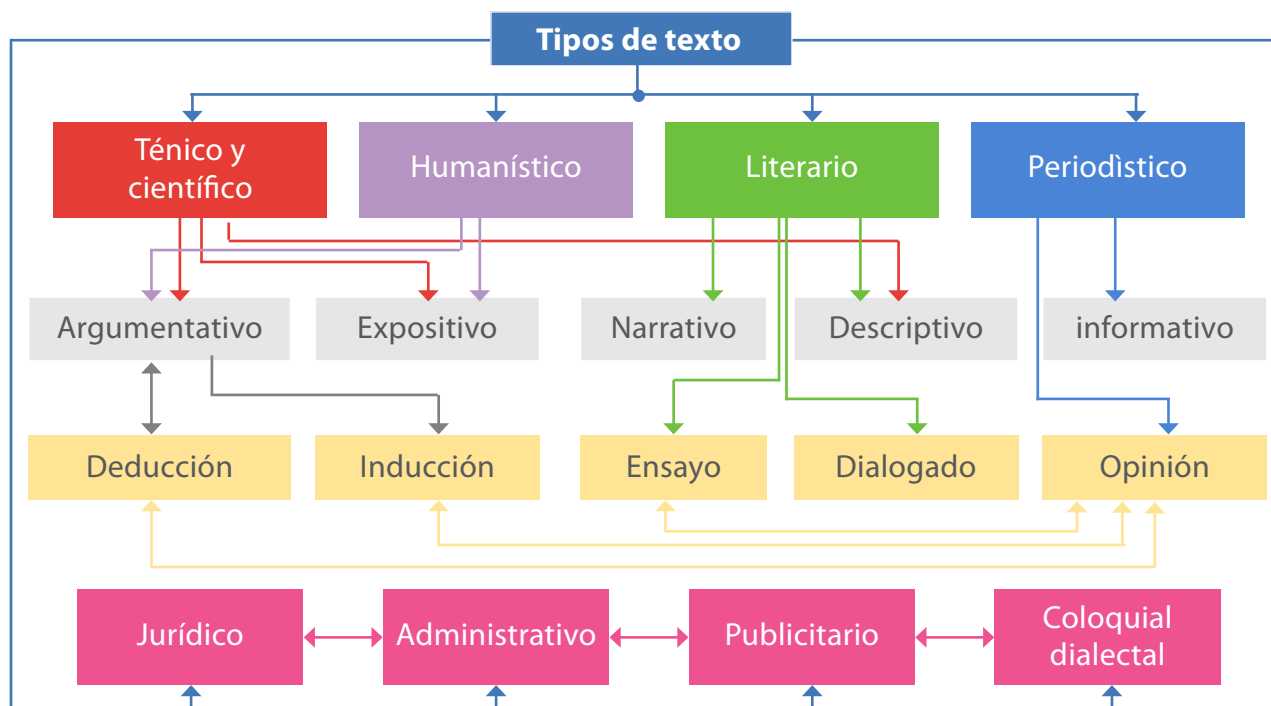 Tipos de texto
Ténico y
científico
Humanístico
Literario
Periodìstico
Argumentativo
Expositivo
Narrativo
Descriptivo
informativo
Deducción
Inducción
Ensayo
Dialogado
Opinión
Jurídico
Administrativo
Publicitario
Coloquial
dialectal